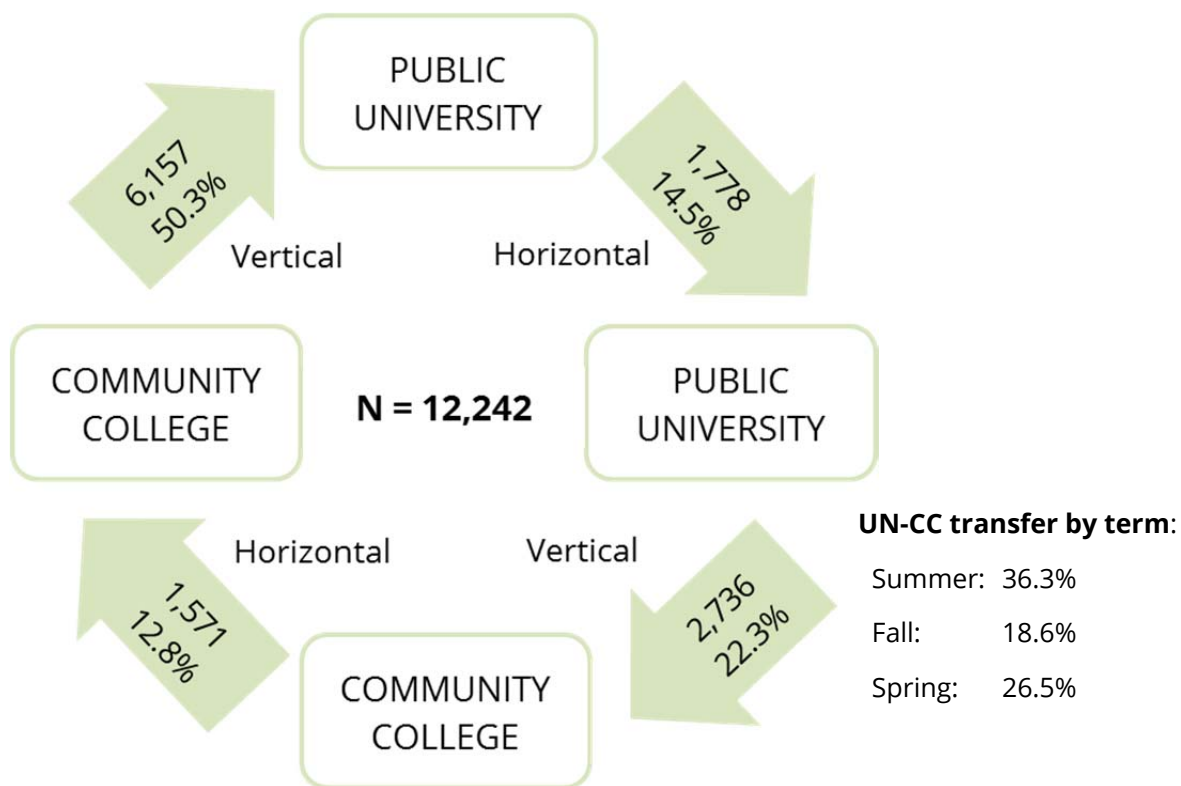 PUBLIC
UNIVERSITY
6,157
50.3%
1,778
14.5%
Vertical
Horizontal
COMMUNITY
COLLEGE
N = 12,242
PUBLIC
UNIVERSITY
UN-CC transfer by term:
Horizontal
Vertical
Summer: 36.3%
1,571
12.8%
2,736
22.3%
Fall: 18.6%
Spring: 26.5%
COMMUNITY
COLLEGE